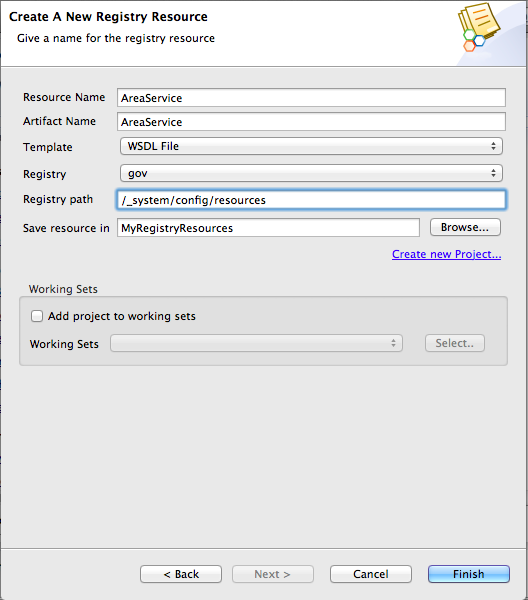 Create A New Registry Resource
Give a name for the registry resource
Resource Name AreaService
Artifact Name AreaService
Template WSDL File
Registry gov
Registry path /_system/config/resources
Save resource in MyRegistryResources Browse...
Create new Project...
Working Sets
Add project to working sets
Working Sets Select..
< Back Next > Cancel Finish